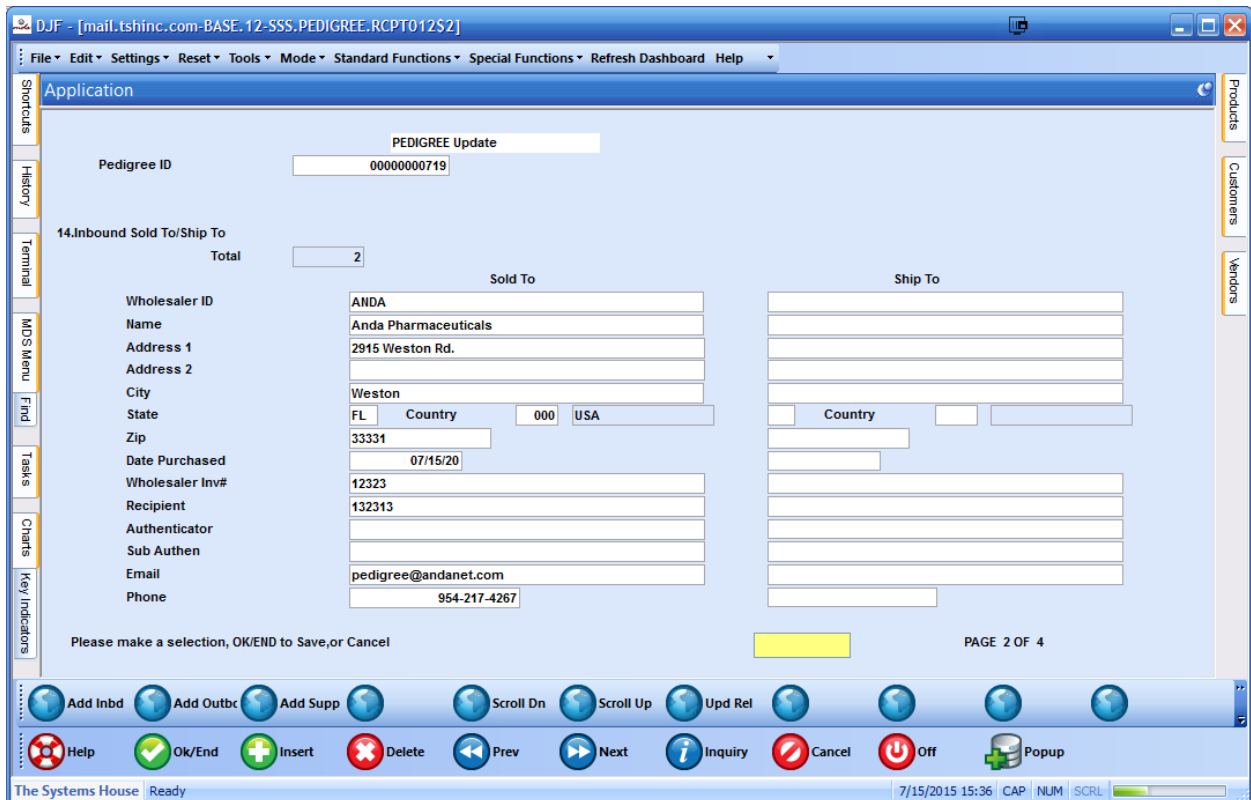 DJF - [mail.tshinc.com-BASE.12-SSS.PEDIGREE.RCPT012$2]
File Edit Settings Reset Tools Mode Standard Functions Special Functions Refresh Dashboard Help
Application
Shortcuts
History
Terminal
MDS Menu
Find
Tasks
Charts
Key Indicators
Products
Customers
Vendors
PEDIGREE Update
Pedigree ID 00000000719
14.Inbound Sold To/Ship To
Total 2
Sold To Ship To
Wholesaler ID ANDA
Name Anda Pharmaceuticals
Address 1 2915 Weston Rd.
Address 2
City Weston
State FL Country 000 USA Country
Zip 33331
Date Purchased 07/15/20
Wholesaler Inv# 12323
Recipient 132313
Authenticator
Sub Authen
Email pedigree@andanet.com
Phone 954-217-4267
Please make a selection, OK/END to Save,or Cancel PAGE 2 OF 4
Add Inbd Add Outbc Add Supp Scroll Dn Scroll Up Upd Rel
Help Ok/End Insert Delete Prev Next Inquiry Cancel Off Popup
The Systems House Ready 7/15/2015 15:36 CAP NUM SCRL